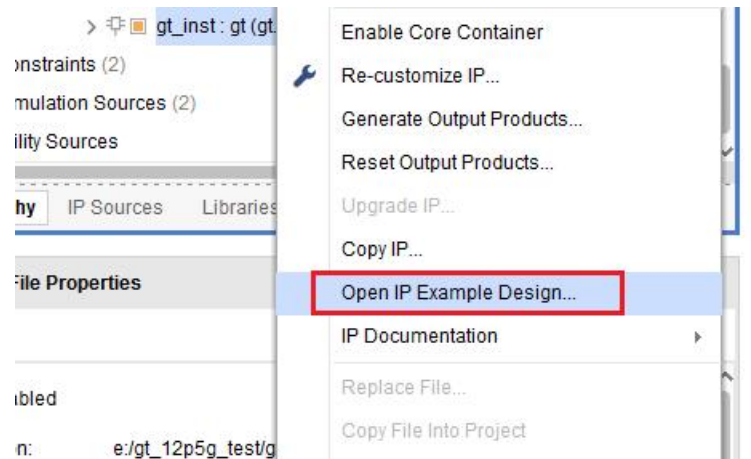 gt_inst : gt (gt.
onstraints (2)
mulation Sources (2)
ility Sources
hy IP Sources Libraries
File Properties
abled
n: e:/gt_12p5g_test/g
Enable Core Container
Re-customize IP...
Generate Output Products...
Reset Output Products...
Upgrade IP...
Copy IP...
Open IP Example Design...
IP Documentation
Replace File...
Copy File Into Project